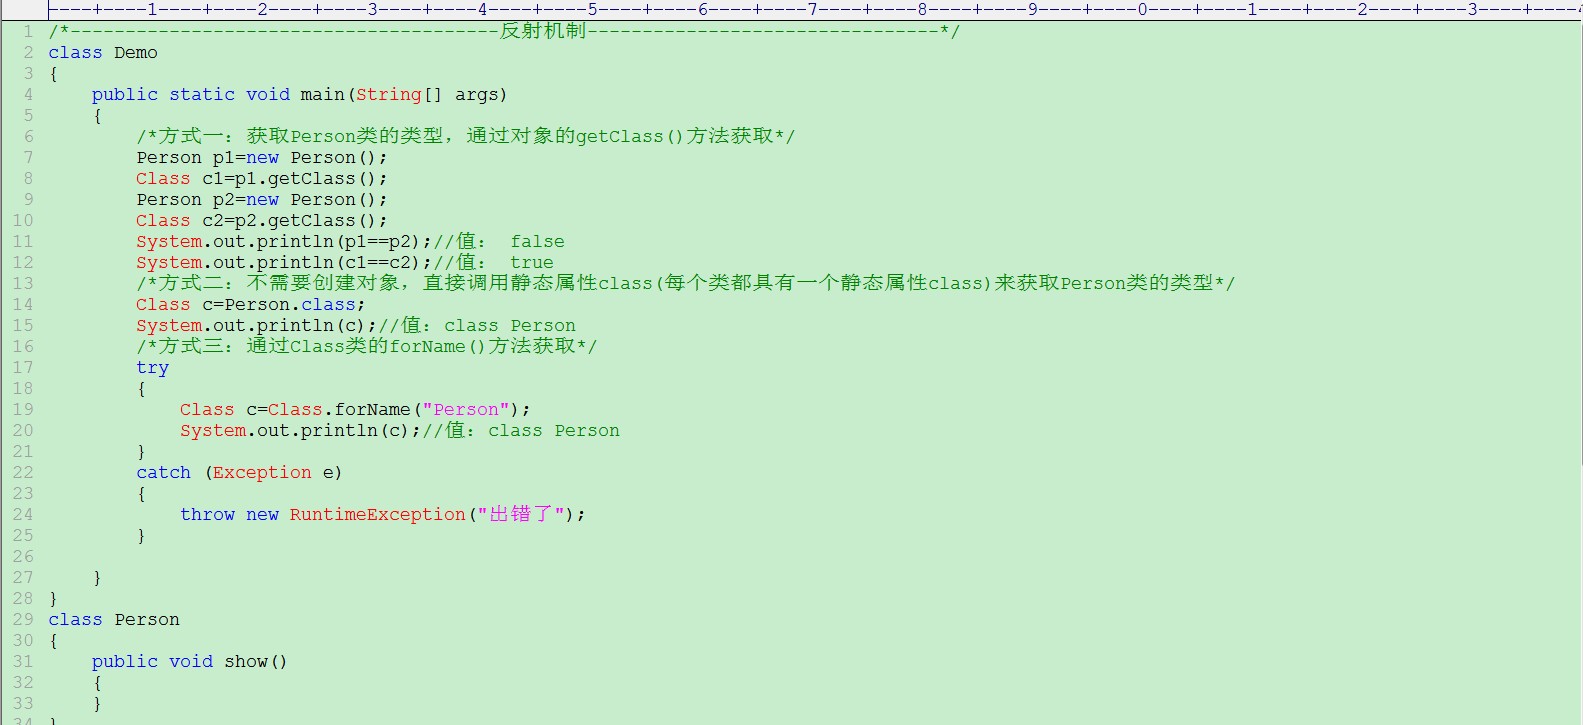 ----+----1----+----2----+----3----+----4----+----5----+----6----+----7----+----8----+----9----+----0----+----1----+----2----+----3----+----4
1 /*---------------------------------------反射机制--------------------------------*/
2 class Demo
3 {
4     public static void main(String[] args)
5     {
6         /*方式一：获取Person类的类型，通过对象的getClass()方法获取*/
7         Person p1=new Person();
8         Class c1=p1.getClass();
9         Person p2=new Person();
10         Class c2=p2.getClass();
11         System.out.println(p1==p2);//值： false
12         System.out.println(c1==c2);//值： true
13         /*方式二：不需要创建对象，直接调用静态属性class(每个类都具有一个静态属性class)来获取Person类的类型*/
14         Class c=Person.class;
15         System.out.println(c);//值：class Person
16         /*方式三：通过Class类的forName()方法获取*/
17         try
18         {
19             Class c=Class.forName("Person");
20             System.out.println(c);//值：class Person
21         }
22         catch (Exception e)
23         {
24             throw new RuntimeException("出错了");
25         }
26
27     }
28 }
29 class Person
30 {
31     public void show()
32     {
33     }
34 }